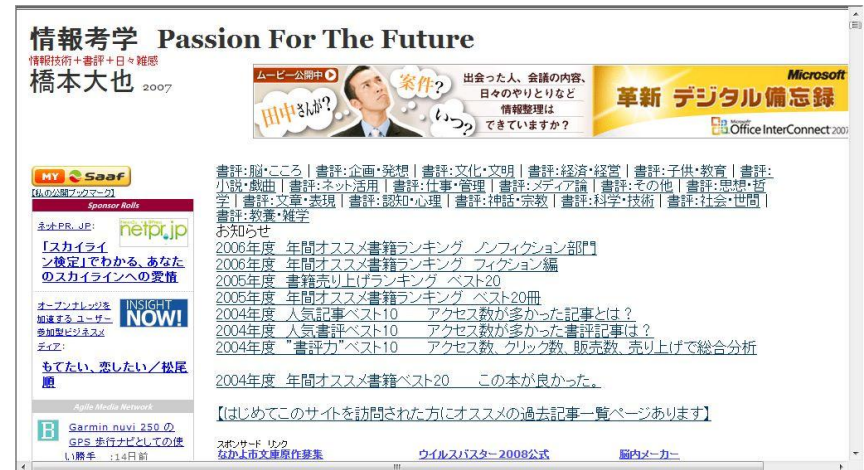 情報考学 Passion For The Future
情報技術+書評+日々雑感
橋本大也 2007
ムービー公開中
田中さんが?
案件?
いつ?
出会った人、会議の内容、
日々のやりとりなど
情報整理は
できていますか?
Microsoft
革新 デジタル備忘録
Microsoft Office InterConnect 2007
MY Saaf
【私の公開ブックマーク】
Sponsor Rolls
ネットPR.JP:
netpr.jp
「スカイライ
ン検定」でわかる、あなた
のスカイラインへの愛情
オープンナレッジを
加速する ユーザー
参加型ビジネスメ
ディア:
INSIGHT
NOW!
もてたい、恋したい/松尾
順
Agile Media Network
Garmin nuvi 250 の
GPS 歩行ナビとしての使
い勝手 :14日前
書評:脳・こころ | 書評:企画・発想 | 書評:文化・文明 | 書評:経済・経営 | 書評:子供・教育 | 書評:
小説・戯曲 | 書評:ネット活用 | 書評:仕事・管理 | 書評:メディア論 | 書評:その他 | 書評:思想・哲
学 | 書評:文章・表現 | 書評:認知・心理 | 書評:神話・宗教 | 書評:科学・技術 | 書評:社会・世間 |
書評:教養・雑学
お知らせ
2006年度 年間オススメ書籍ランキング ノンフィクション部門
2006年度 年間オススメ書籍ランキング フィクション編
2005年度 書籍売り上げランキング ベスト20
2005年度 年間オススメ書籍ランキング ベスト20冊
2004年度 人気記事ベスト10 アクセス数が多かった記事とは?
2004年度 人気書評ベスト10 アクセス数が多かった書評記事は?
2004年度 "書評力"ベスト10 アクセス数、クリック数、販売数、売り上げで総合分析
2004年度 年間オススメ書籍ベスト20 この本が良かった。
【はじめてこのサイトを訪問された方にオススメの過去記事一覧ページあります】
スポンサード リンク
なかよ市文庫原作募集 ウイルスバスター2008公式 脳内メーカー